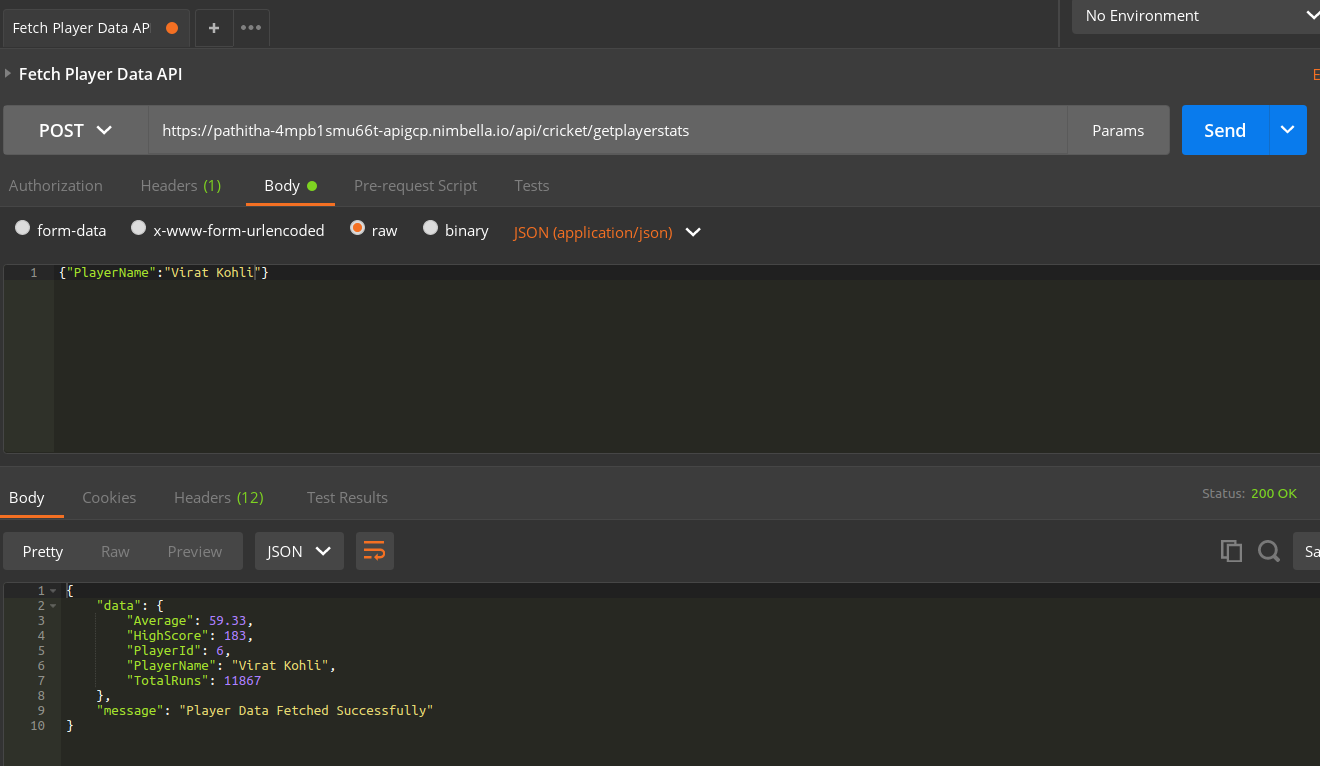 Fetch Player Data AP
No Environment
Fetch Player Data API
POST https://pathitha-4mpb1smu66t-apigcp.nimbella.io/api/cricket/getplayerstats Params Send
Authorization Headers (1) Body Pre-request Script Tests
form-data x-www-form-urlencoded raw binary JSON (application/json)
1 {"PlayerName":"Virat Kohli"}
Body Cookies Headers (12) Test Results Status: 200 OK
Pretty Raw Preview JSON Sa
1 {
2 "data": {
3 "Average": 59.33,
4 "HighScore": 183,
5 "PlayerId": 6,
6 "PlayerName": "Virat Kohli",
7 "TotalRuns": 11867
8 },
9 "message": "Player Data Fetched Successfully"
10 }